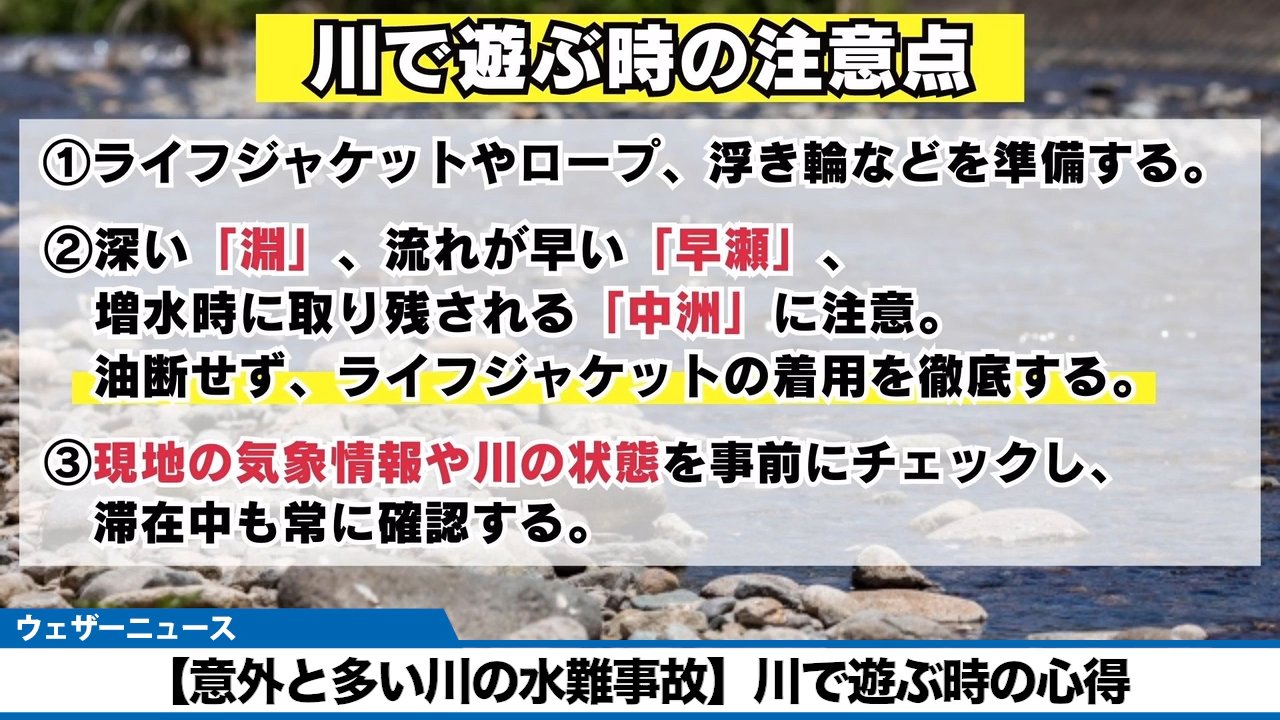 川で遊ぶ時の注意点
①ライフジャケットやロープ、浮き輪などを準備する。
②深い「淵」、流れが早い「早瀬」、
増水時に取り残される「中洲」に注意。
油断せず、ライフジャケットの着用を徹底する。
③現地の気象情報や川の状態を事前にチェックし、
滞在中も常に確認する。
ウェザーニュース
【意外と多い川の水難事故】川で遊ぶ時の心得